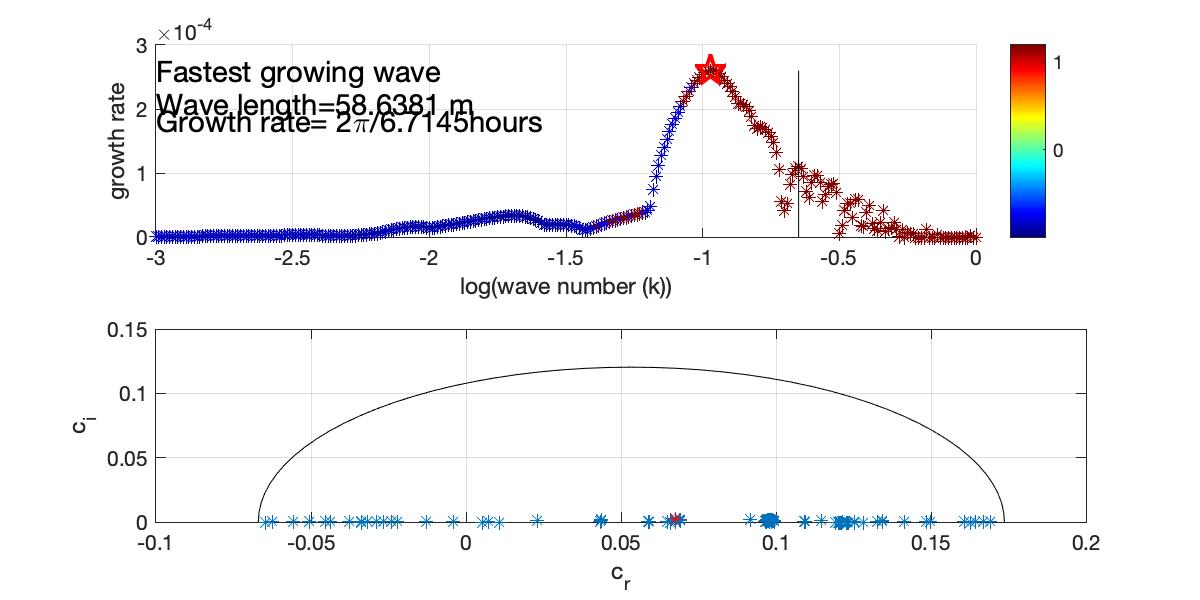 ×10-4
3
2
1
0
growth rate
Fastest growing wave
Wave length=58.6381 m
Growth rate= 2π/6.7145hours
-3 -2.5 -2 -1.5 -1 -0.5 0
log(wave number (k))
1
0
0.15
0.1
0.05
0
ci
-0.1 -0.05 0 0.05 0.1 0.15 0.2
cr